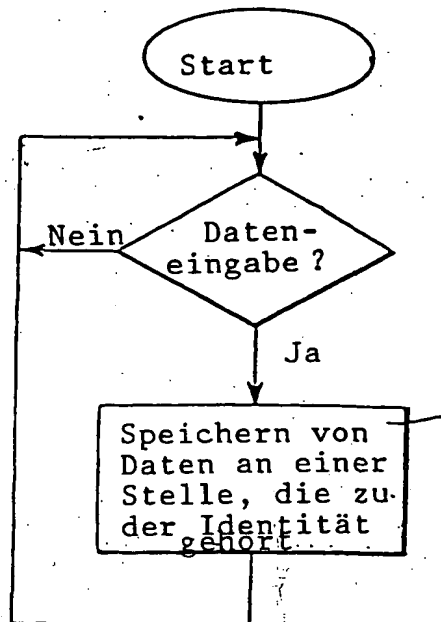 Start
Nein
Daten-
eingabe ?
Ja
Speichern von
Daten an einer
Stelle, die zu
der Identität
gehört